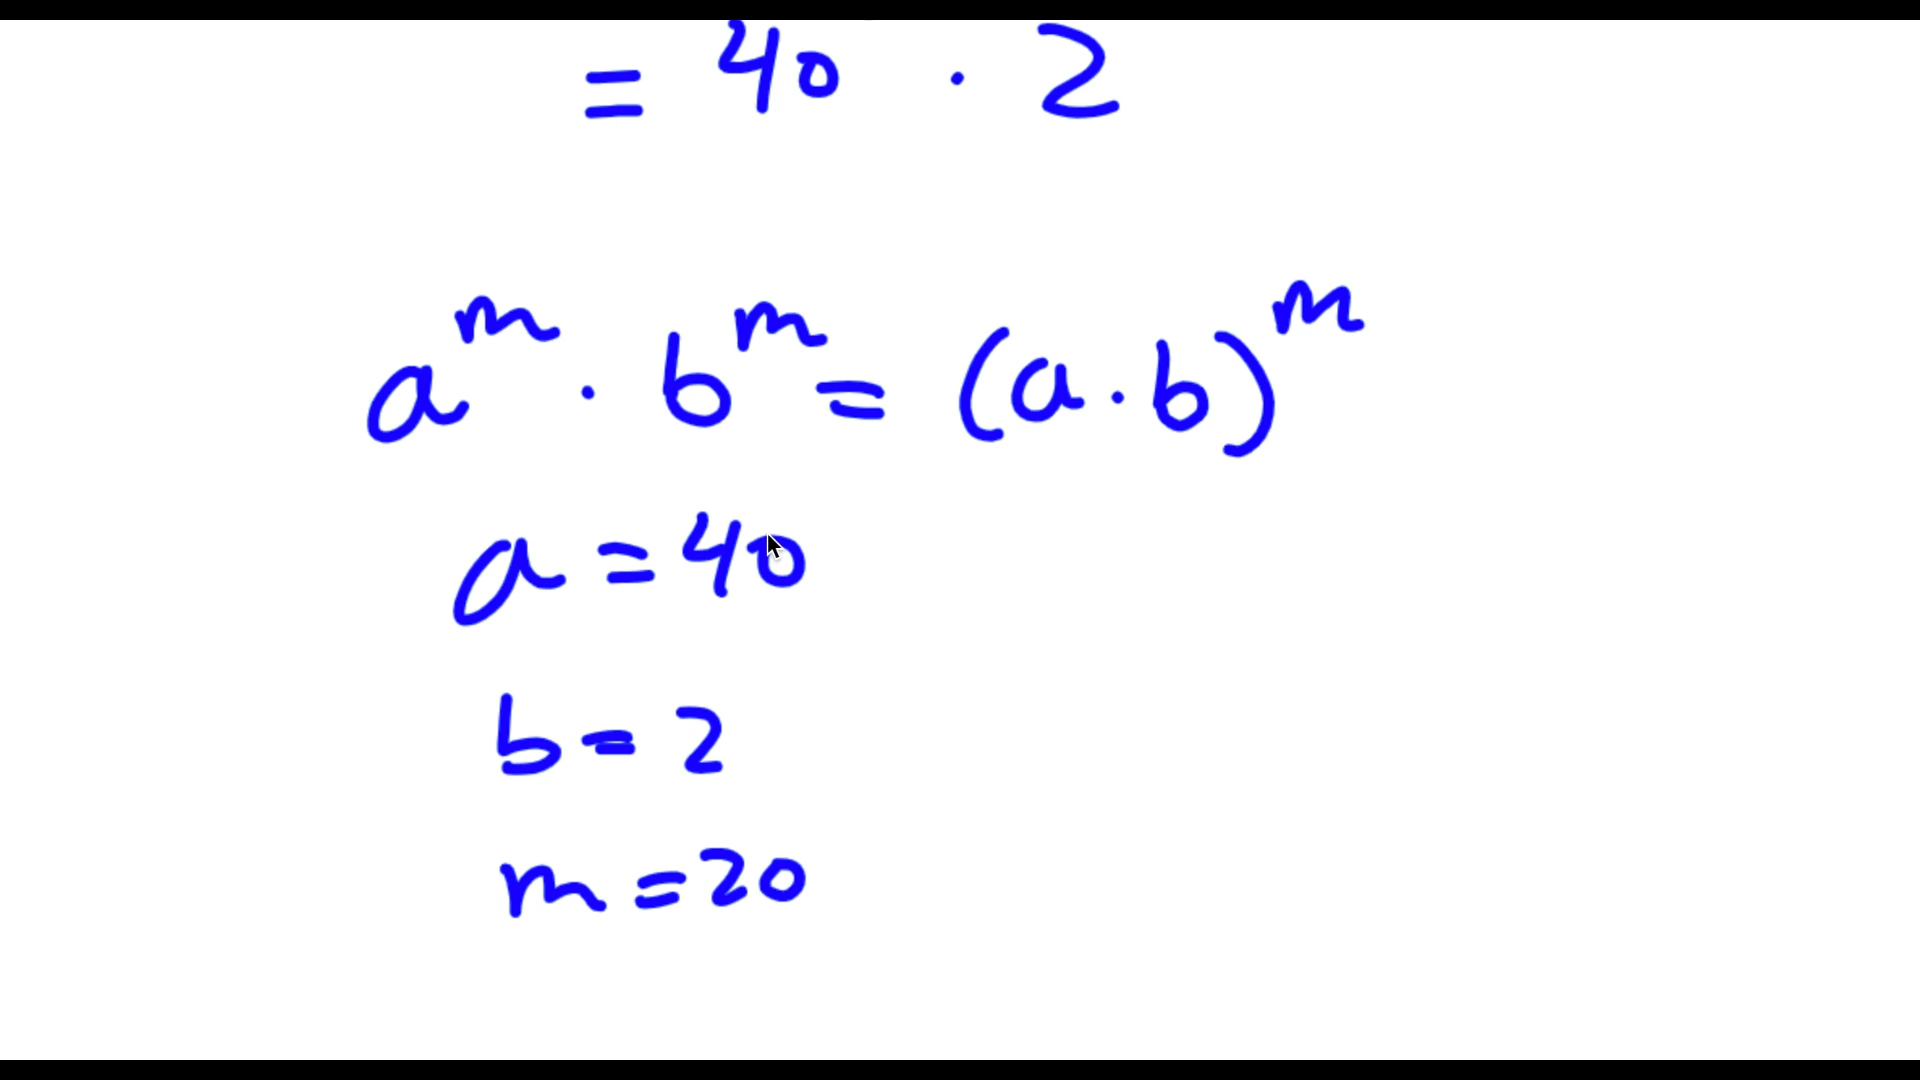 = 40 · 2
a^m · b^m = (a · b)^m
a = 40
b = 2
m = 20